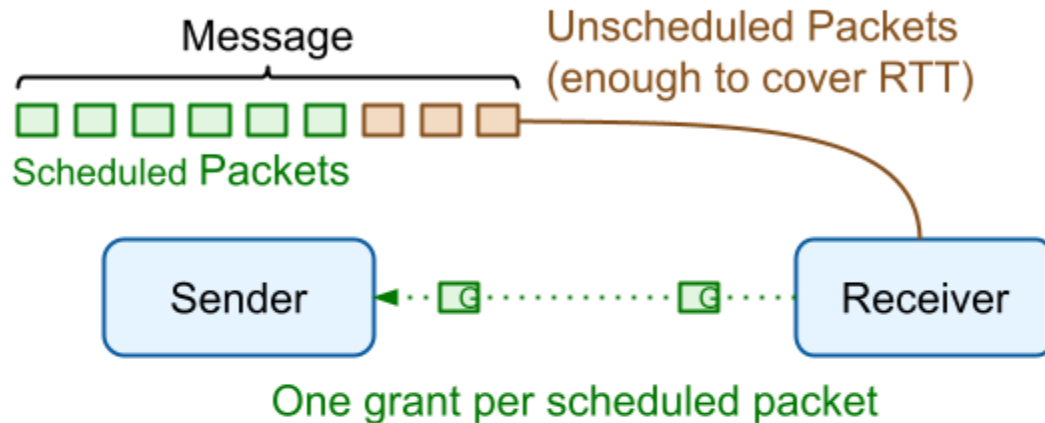 Message
Unscheduled Packets
(enough to cover RTT)
Scheduled Packets
Sender
G
G
Receiver
One grant per scheduled packet